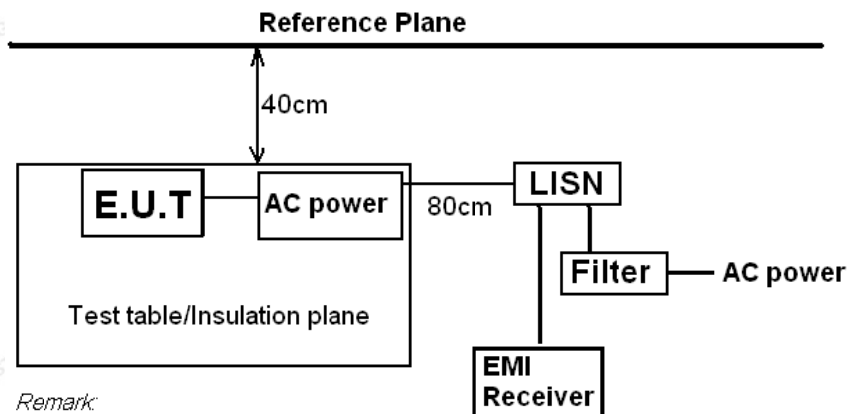 Reference Plane
40cm
E.U.T
AC power
80cm
LISN
Filter
AC power
Test table/Insulation plane
EMI
Receiver
Remark: